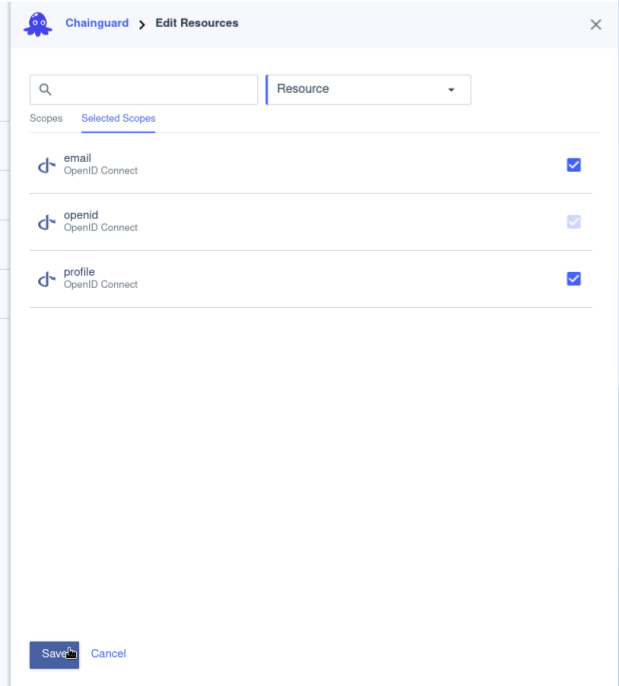 Chainguard > Edit Resources
Resource
Scopes Selected Scopes
email
OpenID Connect
openid
OpenID Connect
profile
OpenID Connect
Save Cancel